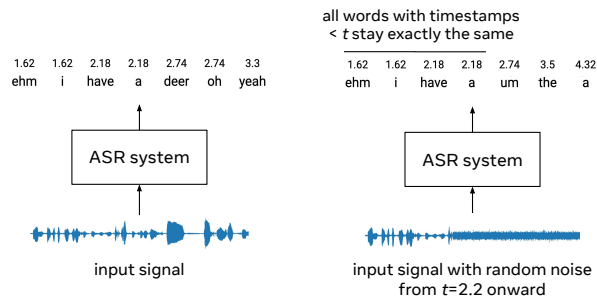 all words with timestamps
< t stay exactly the same
1.62 1.62 2.18 2.18 2.74 2.74 3.3
ehm i have a deer oh yeah
1.62 1.62 2.18 2.18 2.74 3.5 4.32
ehm i have a um the a
ASR system
ASR system
input signal
input signal with random noise
from t=2.2 onward